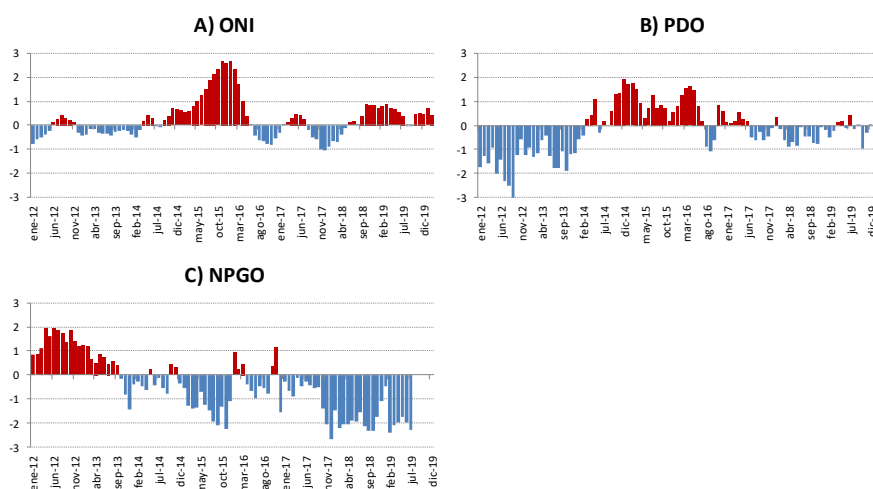 A) ONI
3
2
1
0
-1
-2
-3
ene-12
jun-12
nov-12
abr-13
sep-13
feb-14
jul-14
dic-14
may-15
oct-15
mar-16
ago-16
ene-17
jun-17
nov-17
abr-18
sep-18
feb-19
jul-19
dic-19
B) PDO
3
2
1
0
-1
-2
-3
ene-12
jun-12
nov-12
abr-13
sep-13
feb-14
jul-14
dic-14
may-15
oct-15
mar-16
ago-16
ene-17
jun-17
nov-17
abr-18
sep-18
feb-19
jul-19
dic-19
C) NPGO
3
2
1
0
-1
-2
-3
ene-12
jun-12
nov-12
abr-13
sep-13
feb-14
jul-14
dic-14
may-15
oct-15
mar-16
ago-16
ene-17
jun-17
nov-17
abr-18
sep-18
feb-19
jul-19
dic-19